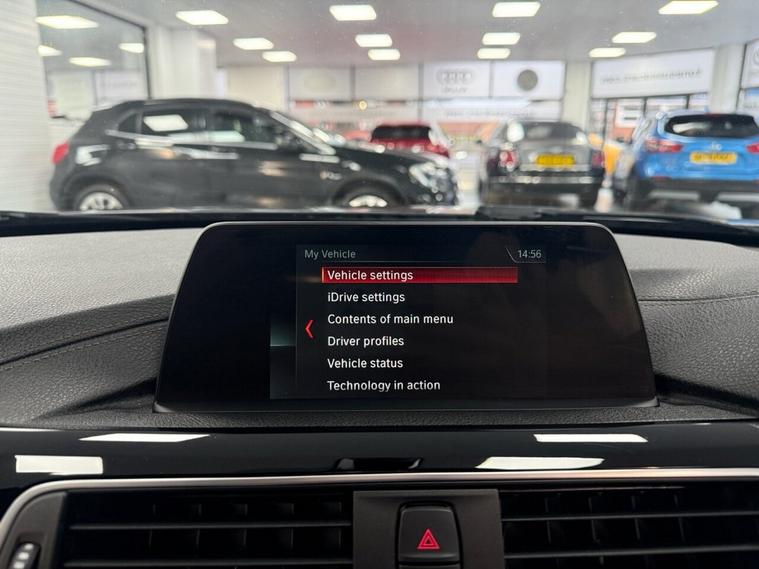 My Vehicle 14:56
Vehicle settings
iDrive settings
Contents of main menu
Driver profiles
Vehicle status
Technology in action